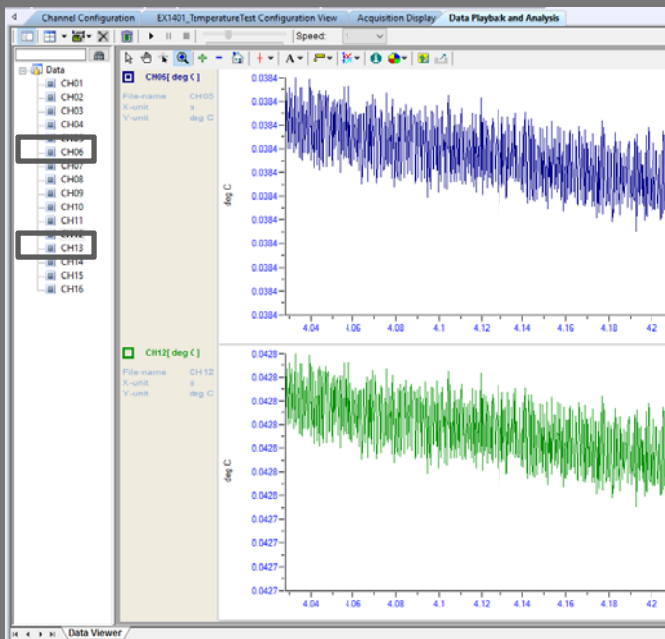 Channel Configuration
EX1401_TmperatureTest Configuration View
Acquisition Display
Data Playback and Analysis
Speed:
Data
CH01
CH02
CH03
CH04
CH06
CH07
CH08
CH09
CH10
CH11
CH13
CH14
CH15
CH16
CH06[ deg C ]
File-name CH05
X-unit s
Y-unit deg C
deg C
0.0384
0.0384
0.0384
0.0384
0.0384
0.0384
0.0384
0.0384
0.0384
0.0384
0.0384
4.04 4.06 4.08 4.1 4.12 4.14 4.16 4.18 42
CH12[ deg C ]
File-name CH12
X-unit s
Y-unit deg C
deg C
0.0428
0.0428
0.0428
0.0428
0.0428
0.0428
0.0428
0.0427
0.0427
0.0427
0.0427
4.04 4.06 4.08 4.1 4.12 4.14 4.16 4.18 42
Data Viewer